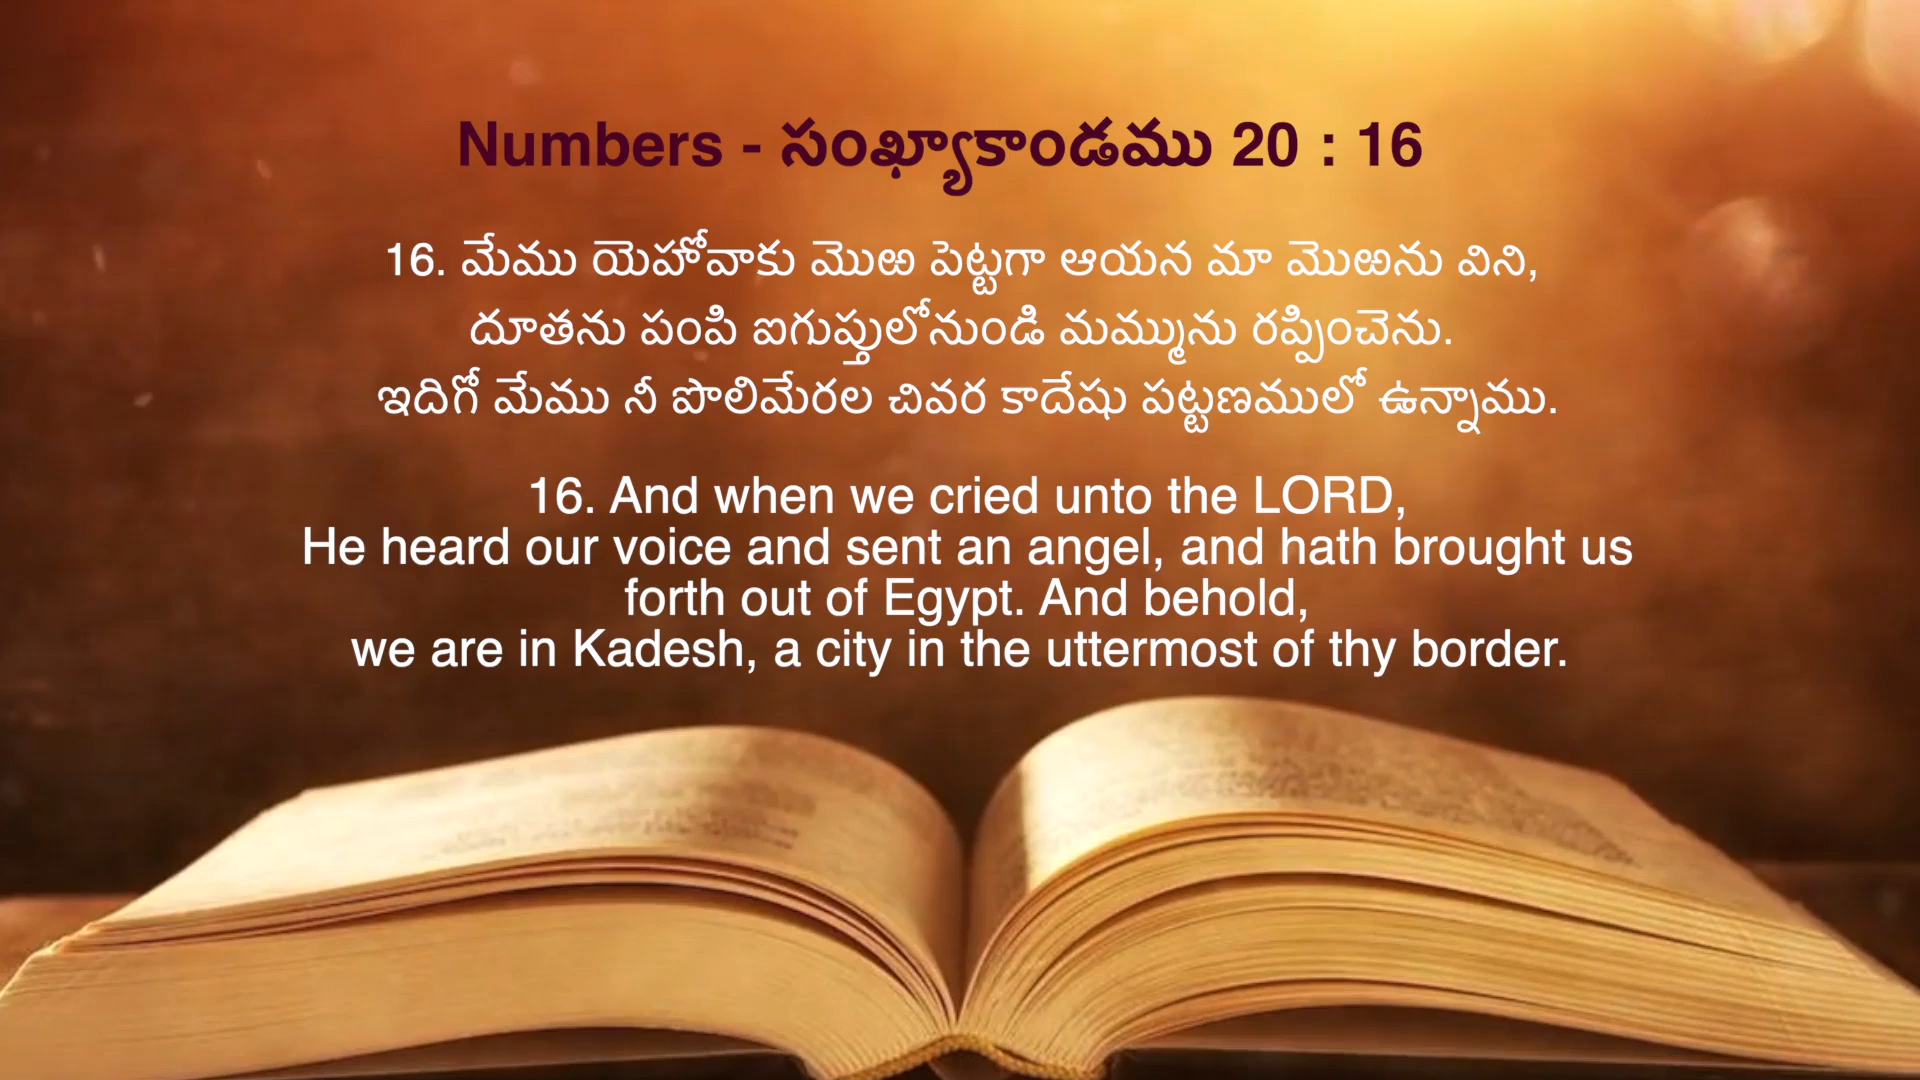 Numbers - సంఖ్యాకాండము 20 : 16
16. మేము యెహోవాకు మొఱ పెట్టగా ఆయన మా మొఱను విని,
దూతను పంపి ఐగుప్తులోనుండి మమ్మును రప్పించెను.
ఇదిగో మేము నీ పొలిమేరల చివర కాదేషు పట్టణములో ఉన్నాము.
16. And when we cried unto the LORD,
He heard our voice and sent an angel, and hath brought us
forth out of Egypt. And behold,
we are in Kadesh, a city in the uttermost of thy border.